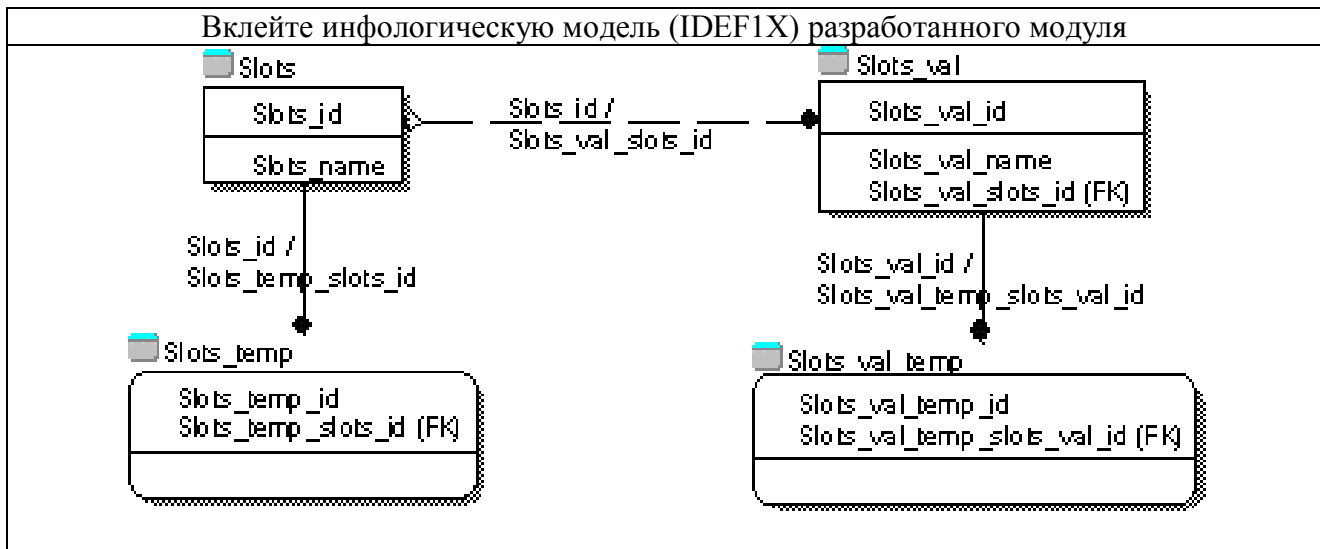 Вклейте инфологическую модель (IDEF1X) разработанного модуля
Slots
Slots_id
Slots_name
Slots_id /
Slots_val_slots_id
Slots_val
Slots_val_id
Slots_val_name
Slots_val_slots_id (FK)
Slots_id /
Slots_temp_slots_id
Slots_val_id /
Slots_val_temp_slots_val_id
Slots_temp
Slots_temp_id
Slots_temp_slots_id (FK)
Slots_val_temp
Slots_val_temp_id
Slots_val_temp_slots_val_id (FK)